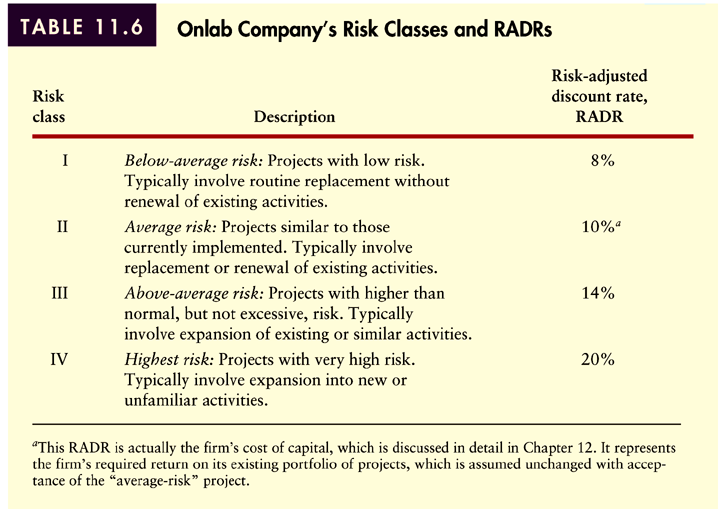 TABLE 11.6 Onlab Company's Risk Classes and RADRs
Risk-adjusted
Risk discount rate,
class Description RADR
I Below-average risk: Projects with low risk. 8%
Typically involve routine replacement without
renewal of existing activities.
II Average risk: Projects similar to those 10%a
currently implemented. Typically involve
replacement or renewal of existing activities.
III Above-average risk: Projects with higher than 14%
normal, but not excessive, risk. Typically
involve expansion of existing or similar activities.
IV Highest risk: Projects with very high risk. 20%
Typically involve expansion into new or
unfamiliar activities.
aThis RADR is actually the firm's cost of capital, which is discussed in detail in Chapter 12. It represents
the firm's required return on its existing portfolio of projects, which is assumed unchanged with accep-
tance of the "average-risk" project.